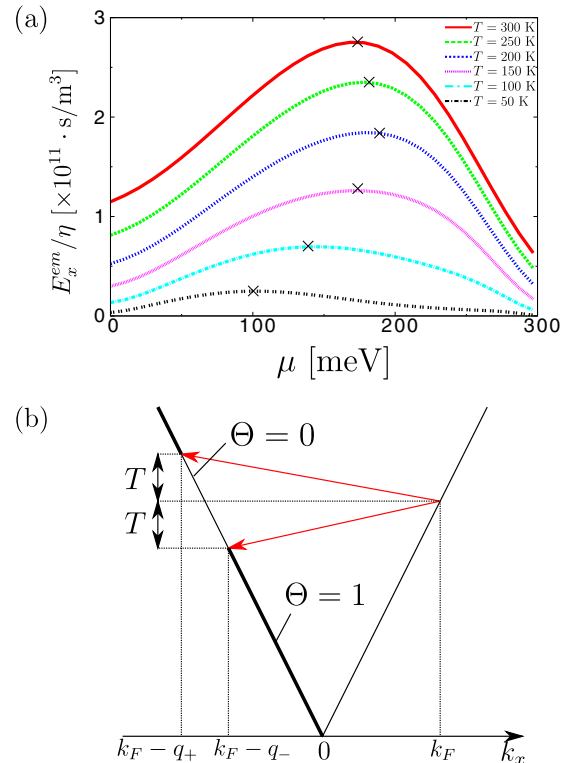 (a)
3
2
1
0
E_x^{em}/η [×10^{11} · s/m^3]
T = 300 K
T = 250 K
T = 200 K
T = 150 K
T = 100 K
T = 50 K
0 100 200 300
μ [meV]
(b)
Θ = 0
T
T
Θ = 1
k_F − q_+ k_F − q_− 0 k_F k_x